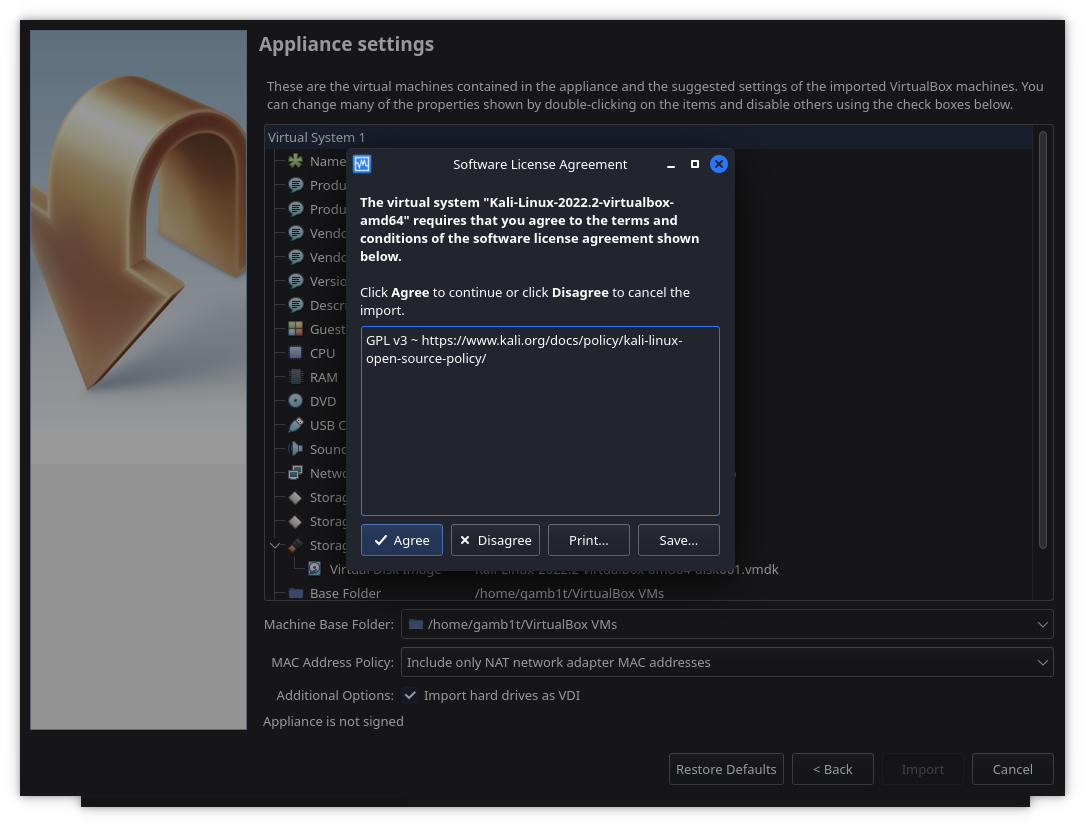 Appliance settings
These are the virtual machines contained in the appliance and the suggested settings of the imported VirtualBox machines. You
can change many of the properties shown by double-clicking on the items and disable others using the check boxes below.
Virtual System 1
Software License Agreement
The virtual system "Kali-Linux-2022.2-virtualbox-
amd64" requires that you agree to the terms and
conditions of the software license agreement shown
below.
Click Agree to continue or click Disagree to cancel the
import.
GPL v3 ~ https://www.kali.org/docs/policy/kali-linux-
open-source-policy/
Agree
Disagree
Print...
Save...
Name
Produ
Produ
Vendo
Vendo
Versio
Descr
Guest
CPU
RAM
DVD
USB C
Sound
Netwo
Storag
Storag
Storag
Virtual Disk Image Kali-Linux-2022.2-virtualbox-amd64-disk001.vmdk
Base Folder /home/gamb1t/VirtualBox VMs
Machine Base Folder: /home/gamb1t/VirtualBox VMs
MAC Address Policy: Include only NAT network adapter MAC addresses
Additional Options: Import hard drives as VDI
Appliance is not signed
Restore Defaults
< Back
Import
Cancel